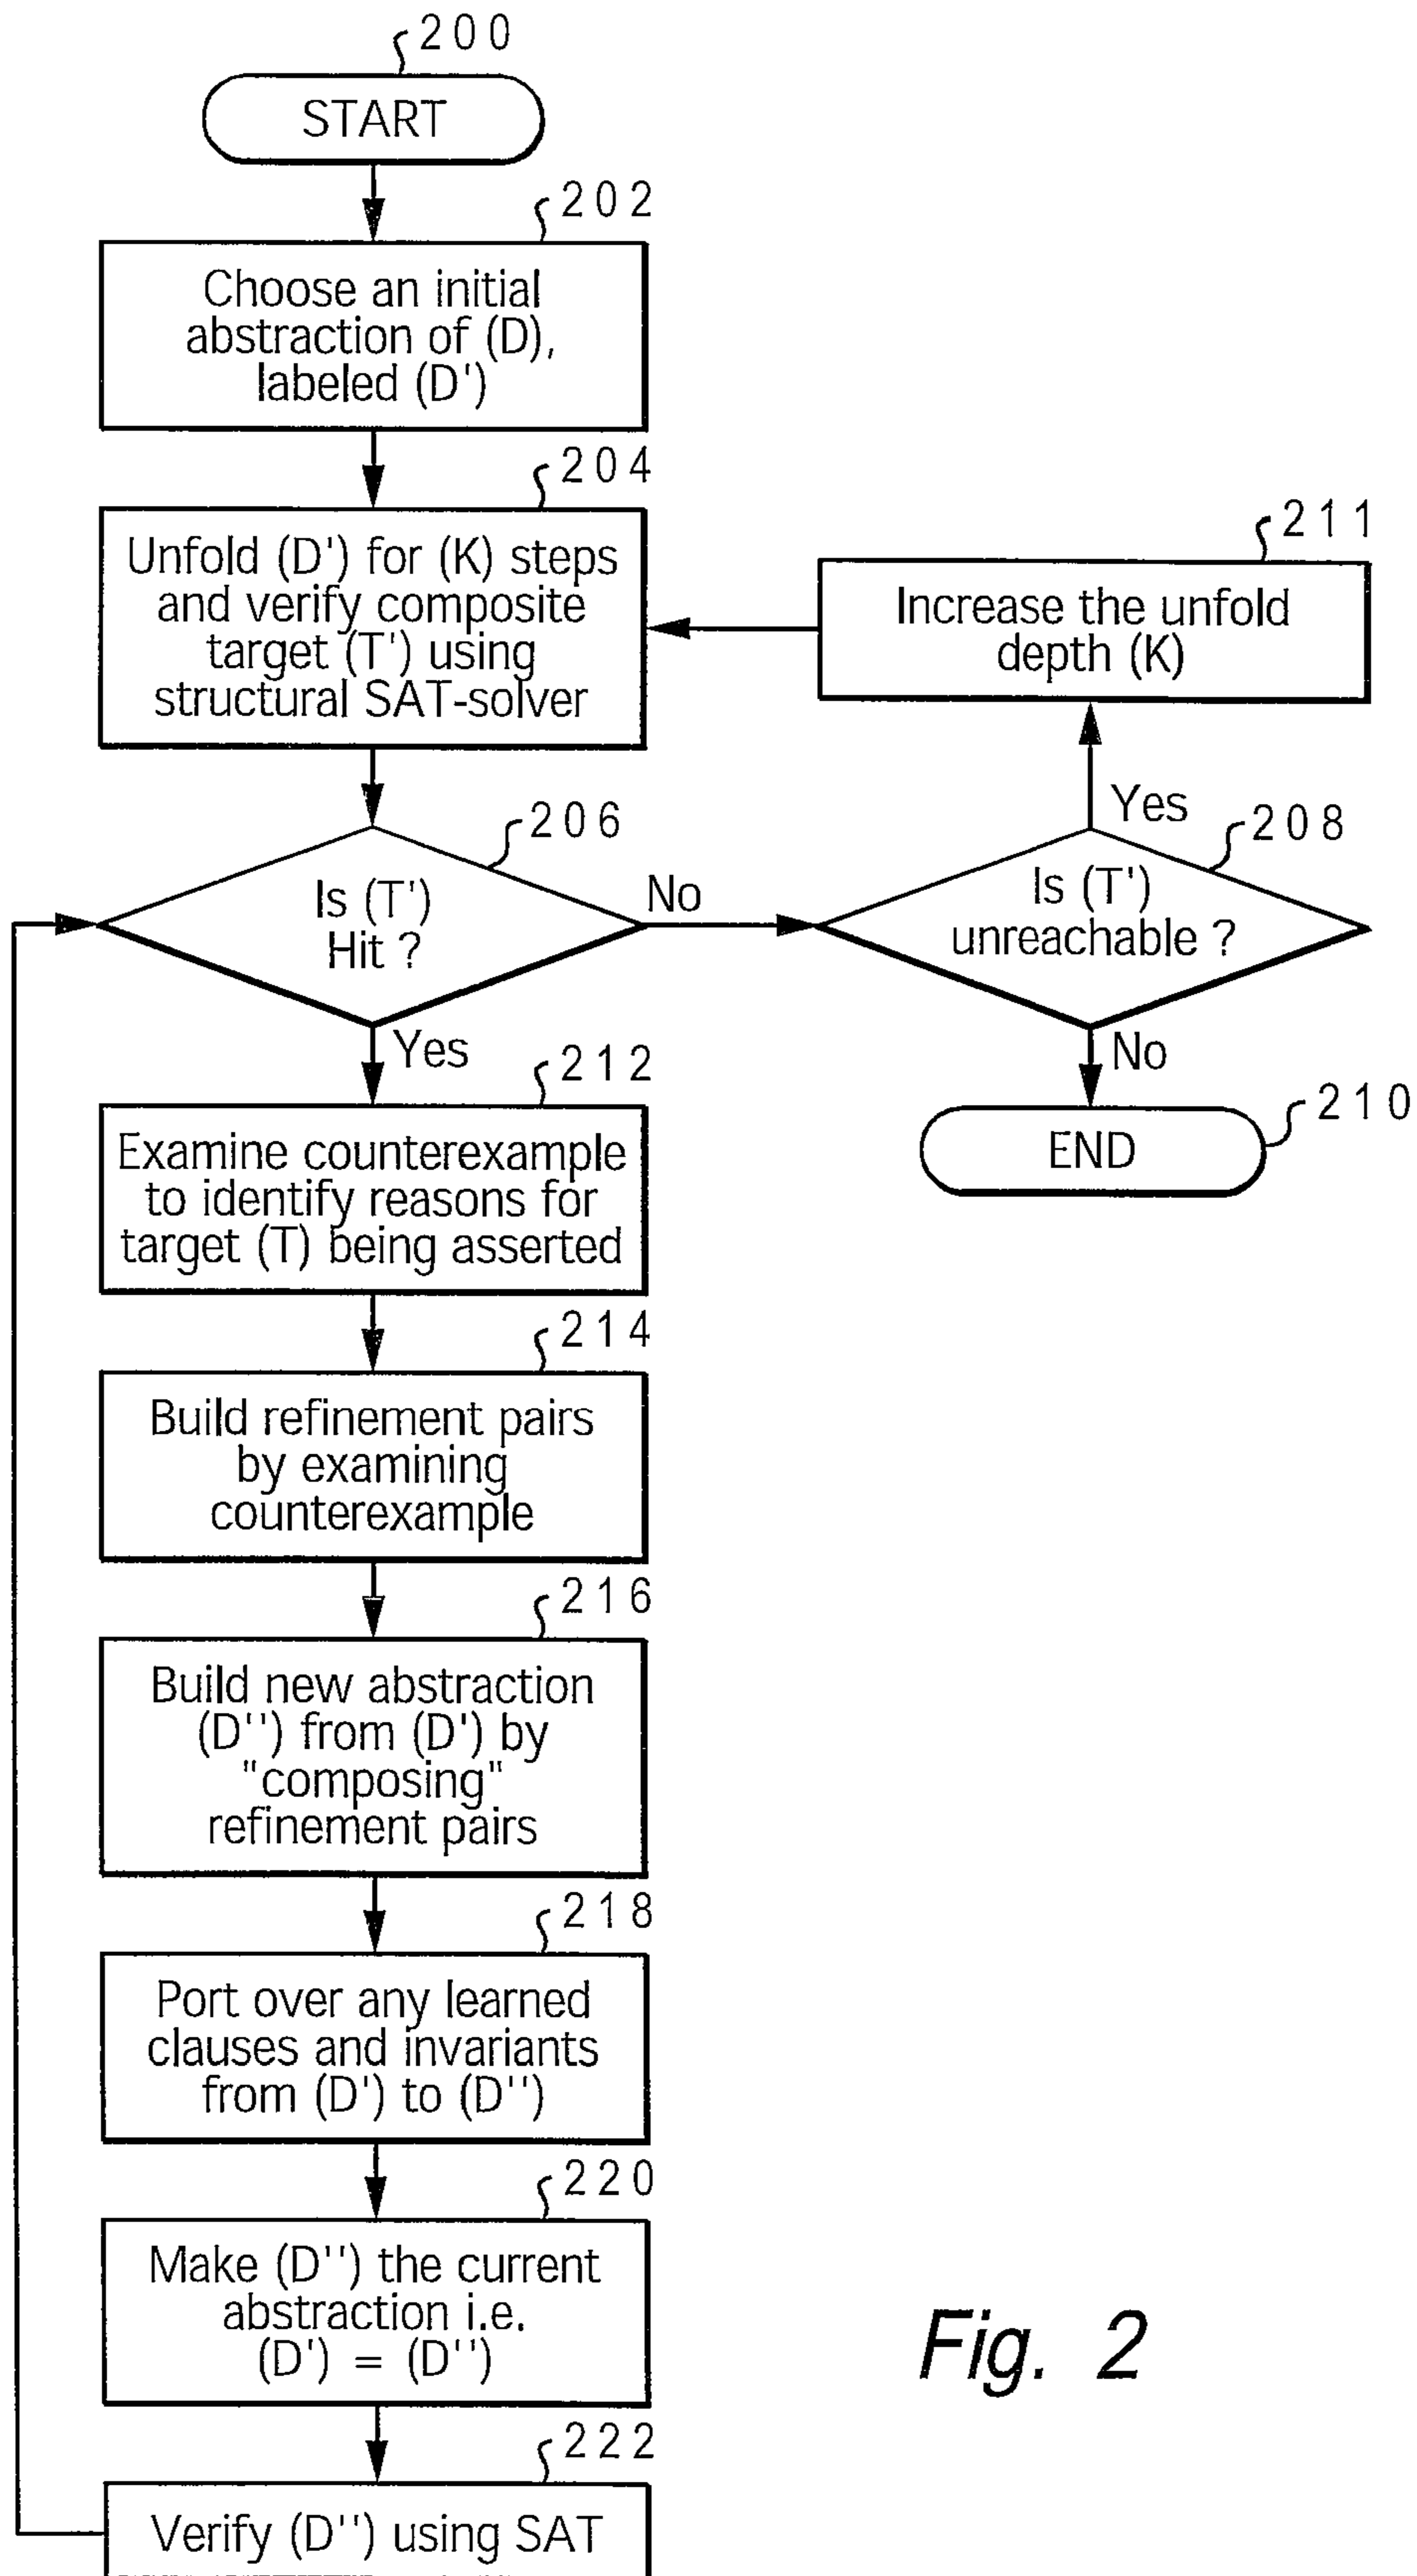 200
START
202
Choose an initial
abstraction of (D),
labeled (D')
204
Unfold (D') for (K) steps
and verify composite
target (T') using
structural SAT-solver
211
Increase the unfold
depth (K)
206
Is (T')
Hit ?
No
Yes
208
Is (T')
unreachable ?
Yes
No
210
END
212
Examine counterexample
to identify reasons for
target (T) being asserted
214
Build refinement pairs
by examining
counterexample
216
Build new abstraction
(D'') from (D') by
"composing"
refinement pairs
218
Port over any learned
clauses and invariants
from (D') to (D'')
220
Make (D'') the current
abstraction i.e.
(D') = (D'')
222
Verify (D'') using SAT
Fig. 2